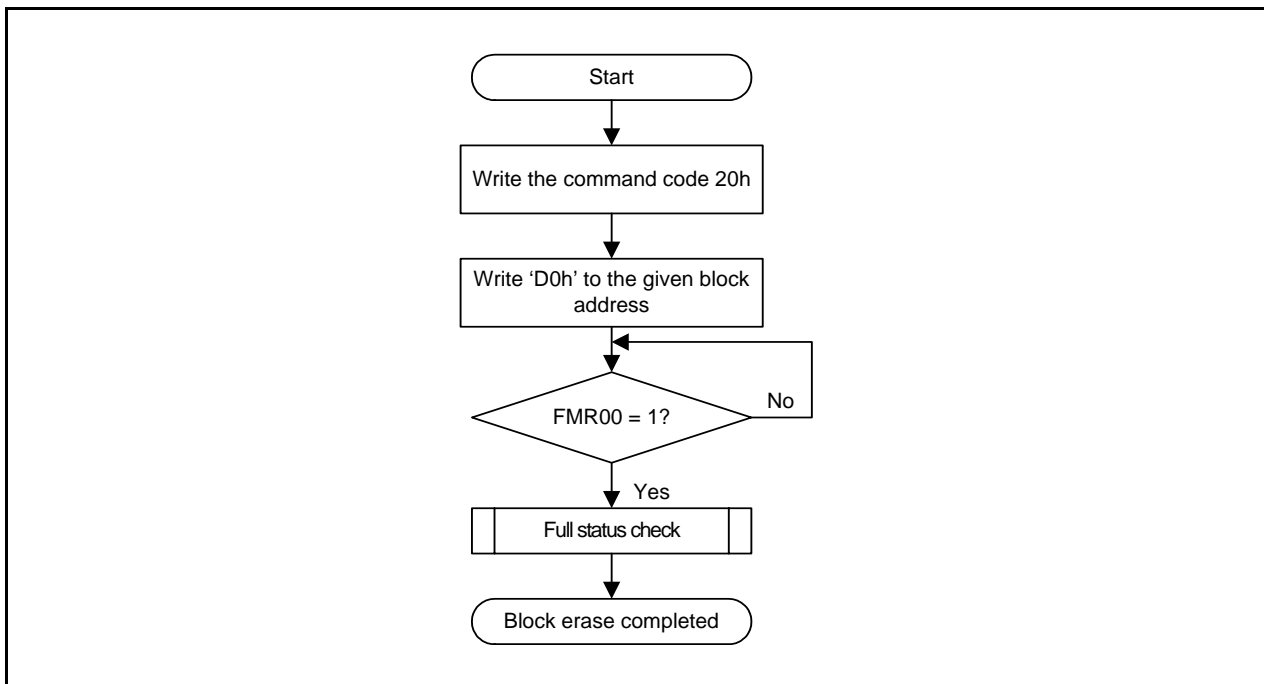 Start
Write the command code 20h
Write ‘D0h’ to the given block
address
FMR00 = 1?
No
Yes
Full status check
Block erase completed